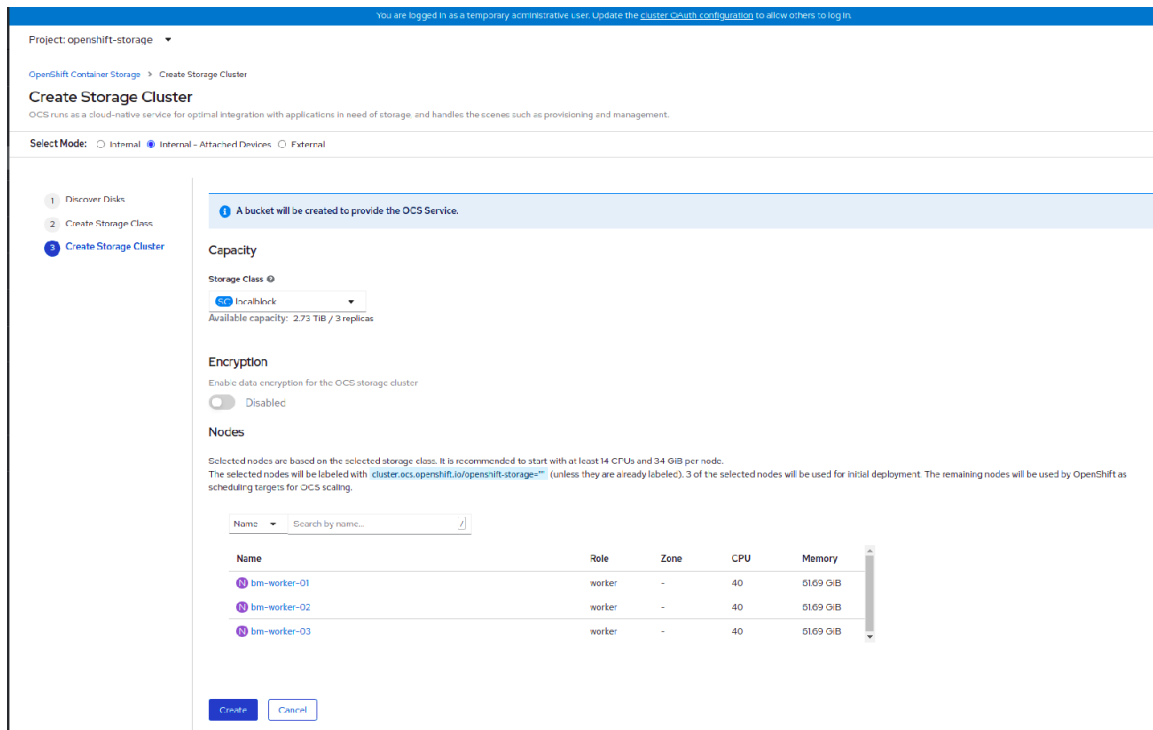 You are logged in as a temporary administrative user. Update the cluster OAuth configuration to allow others to log in.
Project: openshift-storage
OpenShift Container Storage > Create Storage Cluster
Create Storage Cluster
OCS runs as a cloud-native service for optimal integration with applications in need of storage, and handles the scenes such as provisioning and management.
Select Mode: Internal Internal - Attached Devices External
1 Discover Disks
2 Create Storage Class
3 Create Storage Cluster
A bucket will be created to provide the OCS Service.
Capacity
Storage Class
SC localblock
Available capacity: 2.73 TiB / 3 replicas
Encryption
Enable data encryption for the OCS storage cluster
Disabled
Nodes
Selected nodes are based on the selected storage class. It is recommended to start with at least 14 CPUs and 34 GiB per node.
The selected nodes will be labeled with cluster.ocs.openshift.io/openshift-storage="" (unless they are already labeled). 3 of the selected nodes will be used for initial deployment. The remaining nodes will be used by OpenShift as
scheduling targets for OCS scaling.
Name Search by name... /
Name Role Zone CPU Memory
N bm-worker-01 worker - 40 61.69 GiB
N bm-worker-02 worker - 40 61.69 GiB
N bm-worker-03 worker - 40 61.69 GiB
Create Cancel